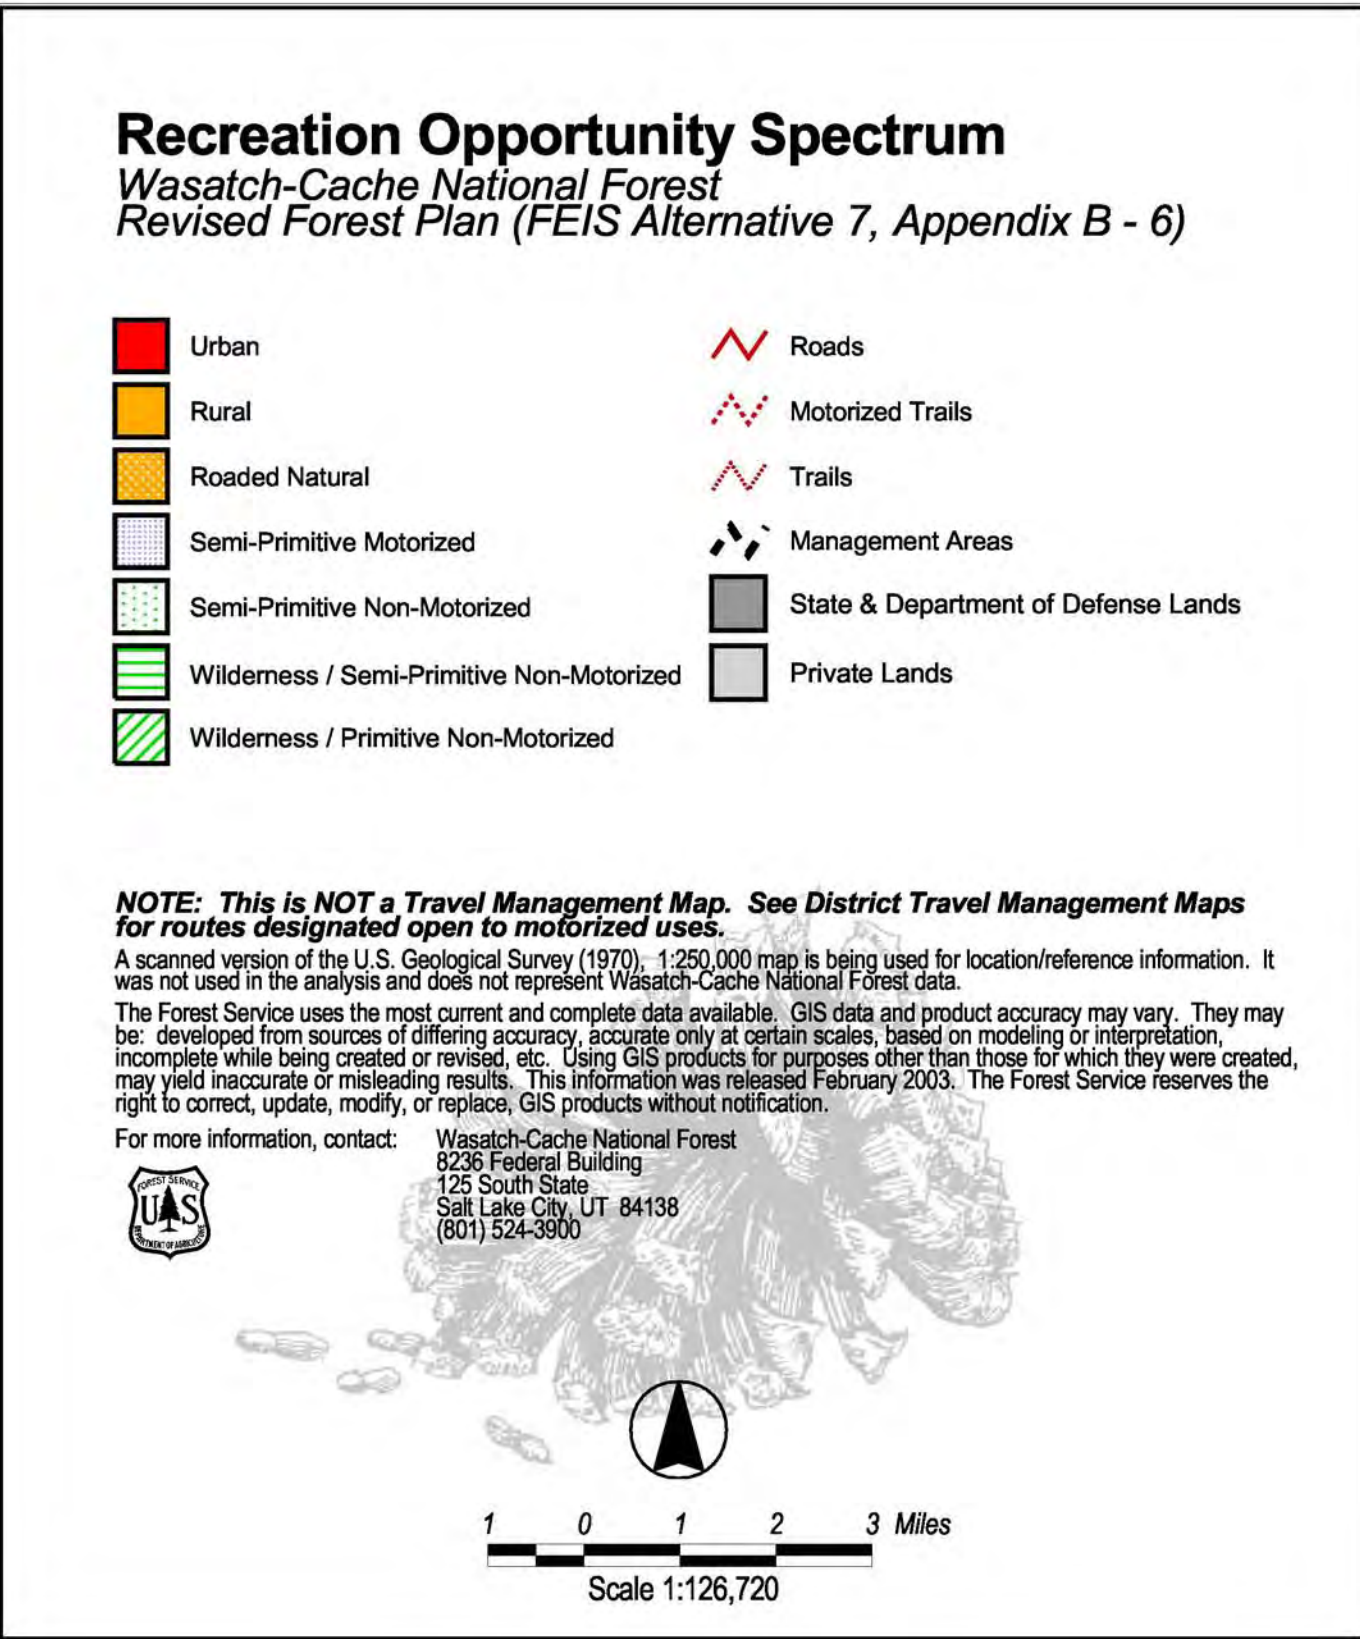 Recreation Opportunity Spectrum
Wasatch-Cache National Forest
Revised Forest Plan (FEIS Alternative 7, Appendix B - 6)
Urban
Rural
Roaded Natural
Semi-Primitive Motorized
Semi-Primitive Non-Motorized
Wilderness / Semi-Primitive Non-Motorized
Wilderness / Primitive Non-Motorized
Roads
Motorized Trails
Trails
Management Areas
State & Department of Defense Lands
Private Lands
NOTE: This is NOT a Travel Management Map. See District Travel Management Maps
for routes designated open to motorized uses.
A scanned version of the U.S. Geological Survey (1970), 1:250,000 map is being used for location/reference information. It
was not used in the analysis and does not represent Wasatch-Cache National Forest data.
The Forest Service uses the most current and complete data available. GIS data and product accuracy may vary. They may
be: developed from sources of differing accuracy, accurate only at certain scales, based on modeling or interpretation,
incomplete while being created or revised, etc. Using GIS products for purposes other than those for which they were created,
may yield inaccurate or misleading results. This information was released February 2003. The Forest Service reserves the
right to correct, update, modify, or replace, GIS products without notification.
For more information, contact: Wasatch-Cache National Forest
8236 Federal Building
125 South State
Salt Lake City, UT 84138
(801) 524-3900
FOREST SERVICE
U S
DEPARTMENT OF AGRICULTURE
1 0 1 2 3 Miles
Scale 1:126,720